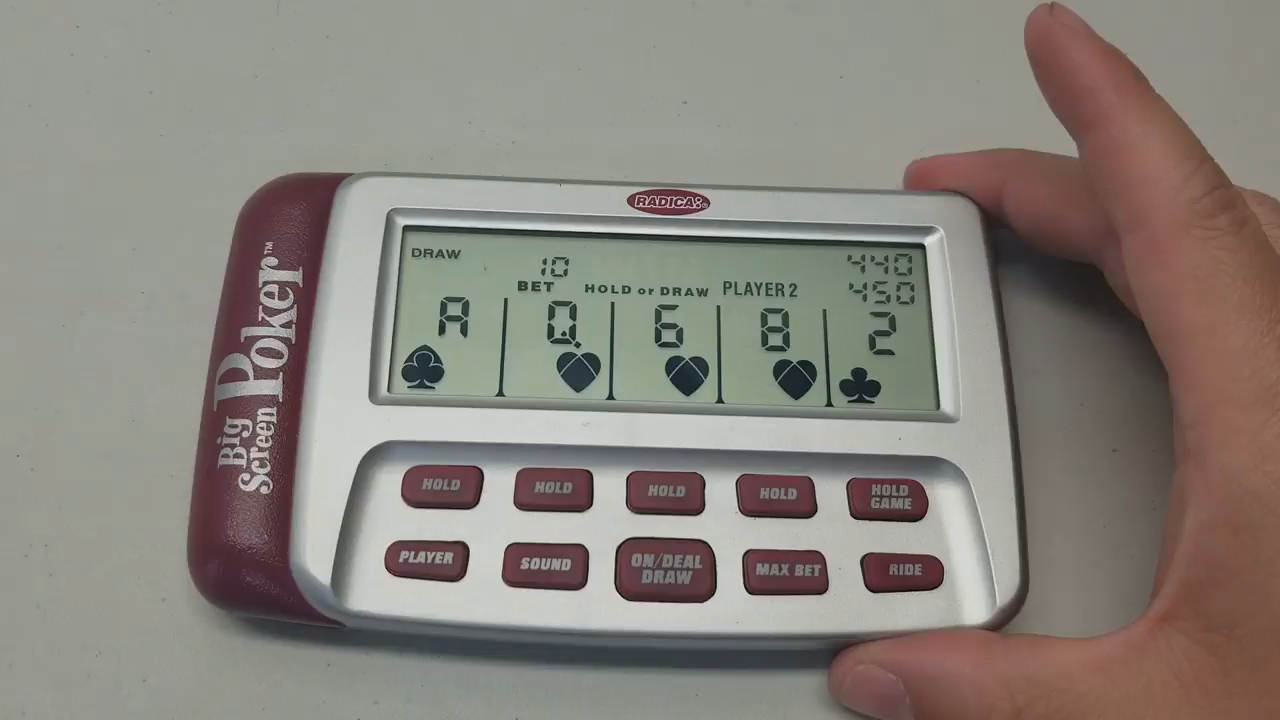 RADICA:®
DRAW
10
440
BET HOLD or DRAW PLAYER 2
450
A Q 6 8 2
Big
Screen
Poker™
HOLD HOLD HOLD HOLD HOLD
GAME
PLAYER SOUND ON/DEAL
DRAW MAX BET RIDE